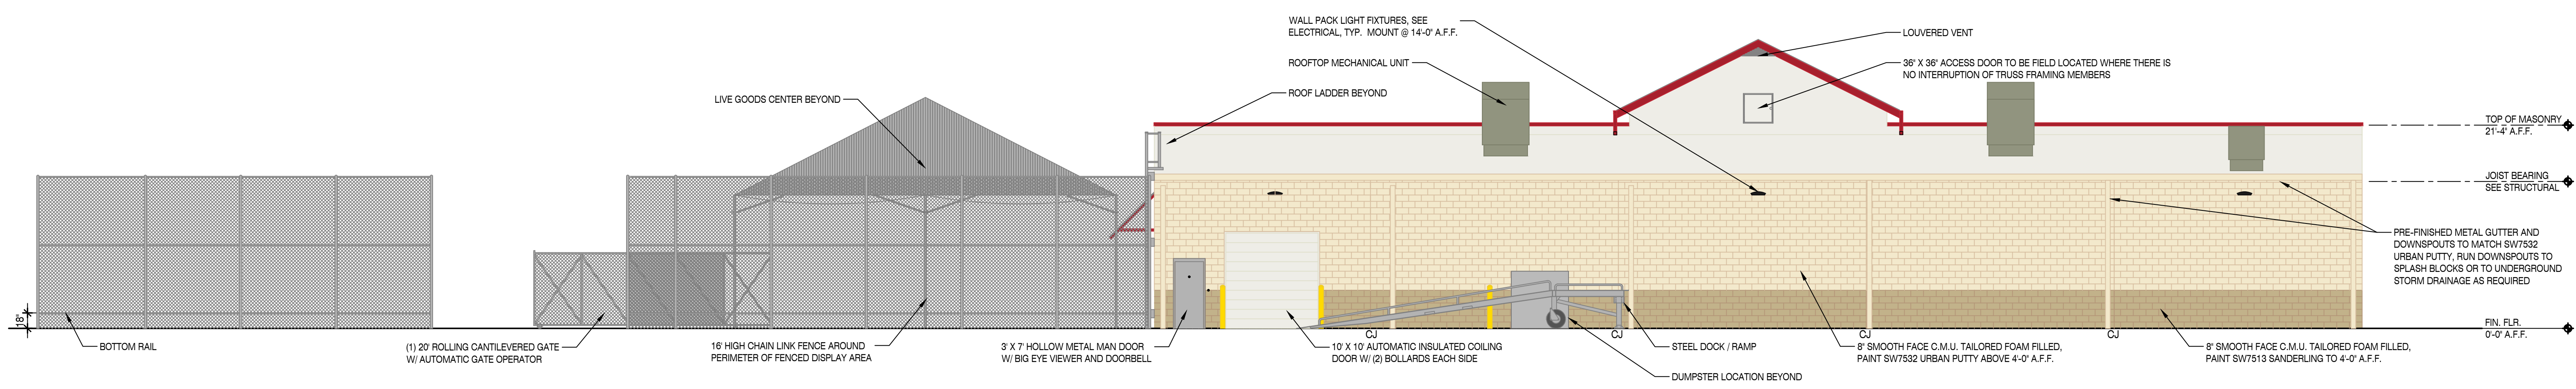 WALL PACK LIGHT FIXTURES, SEE
ELECTRICAL, TYP. MOUNT @ 14'-0" A.F.F.
LOUVERED VENT
ROOFTOP MECHANICAL UNIT
36" X 36" ACCESS DOOR TO BE FIELD LOCATED WHERE THERE IS
NO INTERRUPTION OF TRUSS FRAMING MEMBERS
LIVE GOODS CENTER BEYOND
ROOF LADDER BEYOND
TOP OF MASONRY
21'-4" A.F.F.
JOIST BEARING
SEE STRUCTURAL
PRE-FINISHED METAL GUTTER AND
DOWNSPOUTS TO MATCH SW7532
URBAN PUTTY, RUN DOWNSPOUTS TO
SPLASH BLOCKS OR TO UNDERGROUND
STORM DRAINAGE AS REQUIRED
18"
FIN. FLR.
0'-0" A.F.F.
CJ
CJ
CJ
CJ
BOTTOM RAIL
(1) 20' ROLLING CANTILEVERED GATE
W/ AUTOMATIC GATE OPERATOR
16' HIGH CHAIN LINK FENCE AROUND
PERIMETER OF FENCED DISPLAY AREA
3' X 7' HOLLOW METAL MAN DOOR
W/ BIG EYE VIEWER AND DOORBELL
10' X 10' AUTOMATIC INSULATED COILING
DOOR W/ (2) BOLLARDS EACH SIDE
STEEL DOCK / RAMP
DUMPSTER LOCATION BEYOND
8" SMOOTH FACE C.M.U. TAILORED FOAM FILLED,
PAINT SW7532 URBAN PUTTY ABOVE 4'-0" A.F.F.
8" SMOOTH FACE C.M.U. TAILORED FOAM FILLED,
PAINT SW7513 SANDERLING TO 4'-0" A.F.F.